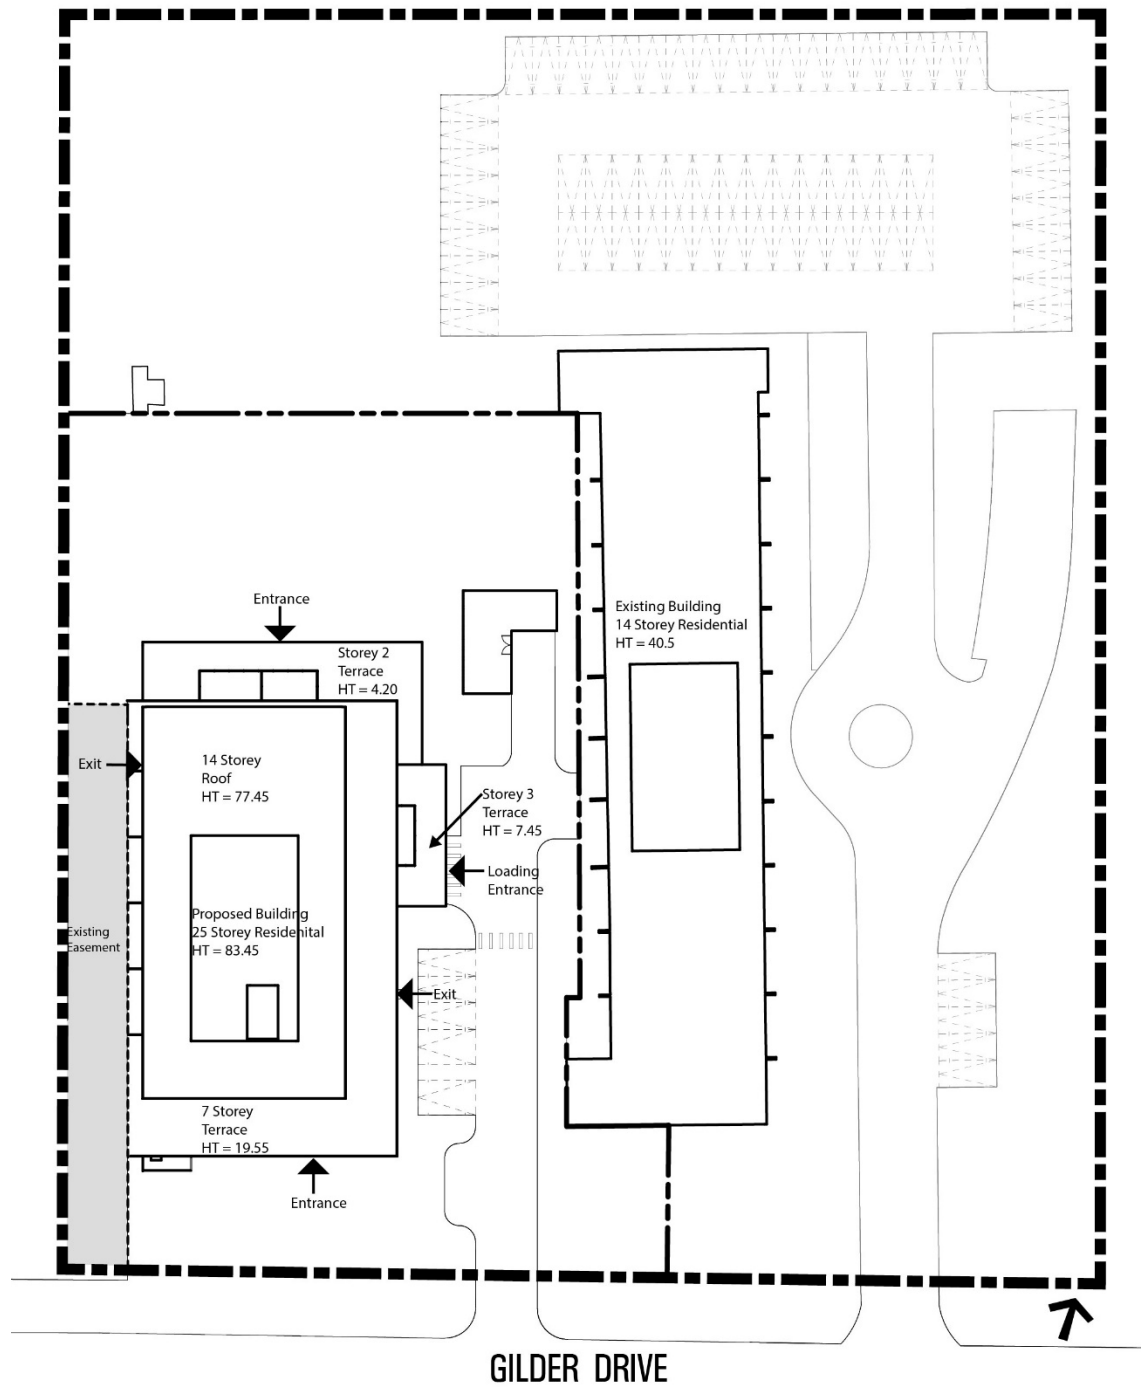 Entrance
Storey 2
Terrace
HT = 4.20
Existing Building
14 Storey Residential
HT = 40.5
Exit
14 Storey
Roof
HT = 77.45
Storey 3
Terrace
HT = 7.45
Loading
Entrance
Existing
Easement
Proposed Building
25 Storey Residenital
HT = 83.45
Exit
7 Storey
Terrace
HT = 19.55
Entrance
GILDER DRIVE